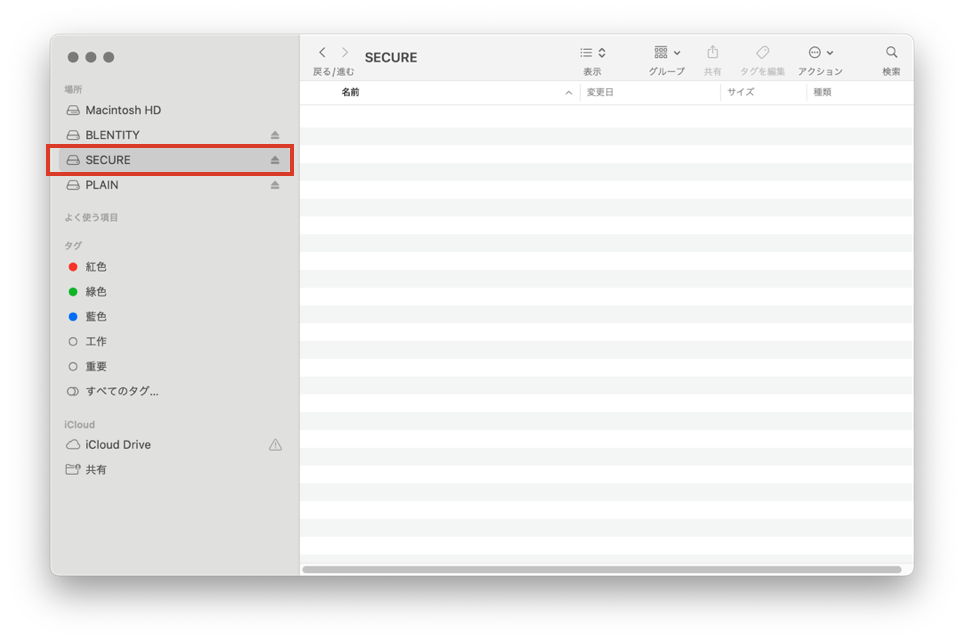 場所
Macintosh HD
BLENTITY
SECURE
PLAIN
よく使う項目
タグ
紅色
綠色
藍色
工作
重要
すべてのタグ...
iCloud
iCloud Drive
共有
SECURE
戻る/進む
表示
グループ
共有
タグを編集
アクション
検索
名前
変更日
サイズ
種類